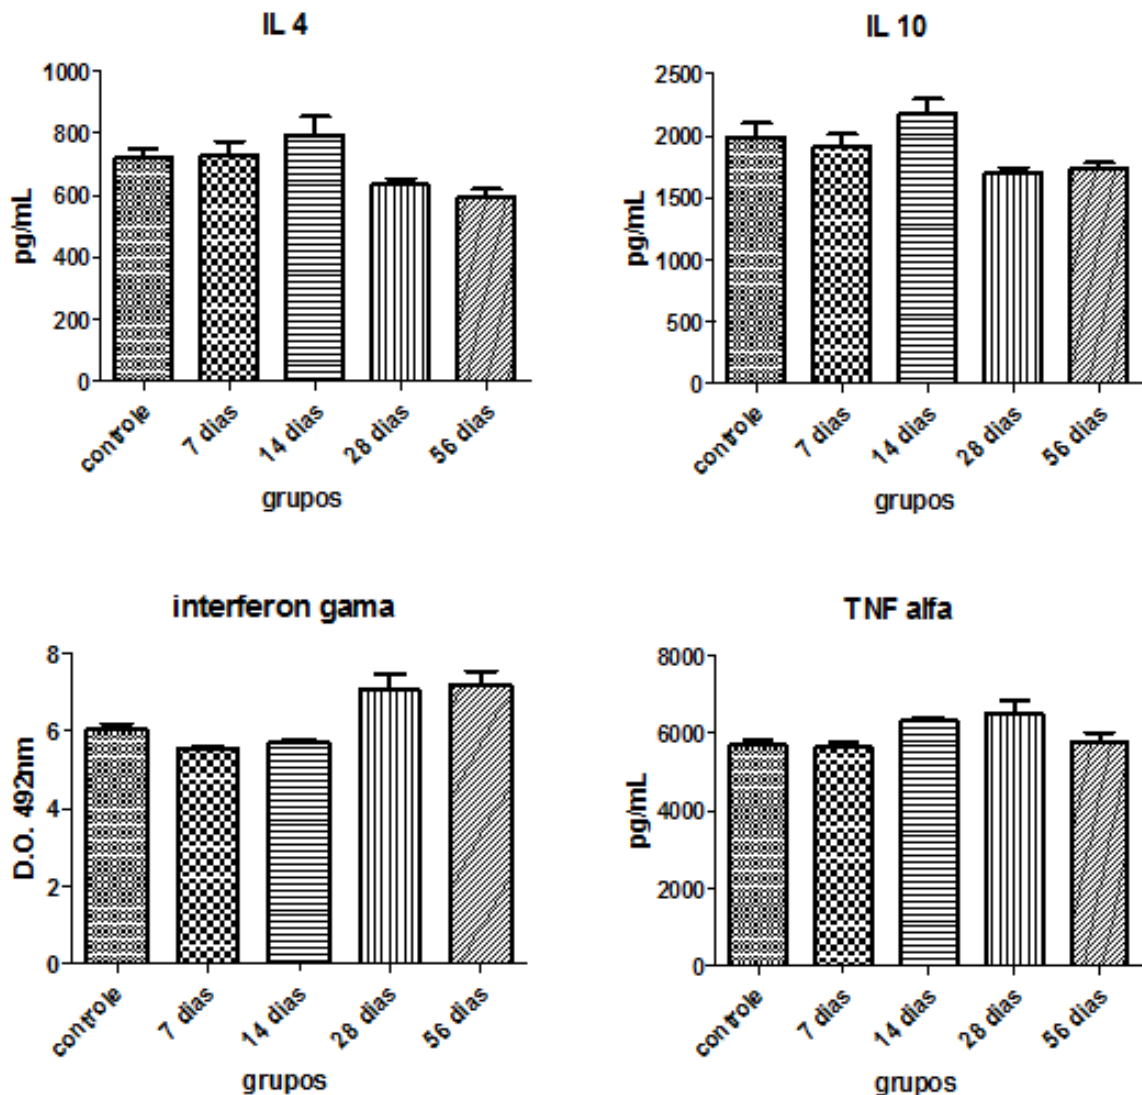 IL 4
1000
800
600
400
200
0
pg/mL
controle
7 dias
14 dias
28 dias
56 dias
grupos
IL 10
2500
2000
1500
1000
500
0
pg/mL
controle
7 dias
14 dias
28 dias
56 dias
grupos
interferon gama
8
6
4
2
0
D.O. 492nm
controle
7 dias
14 dias
28 dias
56 dias
grupos
TNF alfa
8000
6000
4000
2000
0
pg/mL
controle
7 dias
14 dias
28 dias
56 dias
grupos